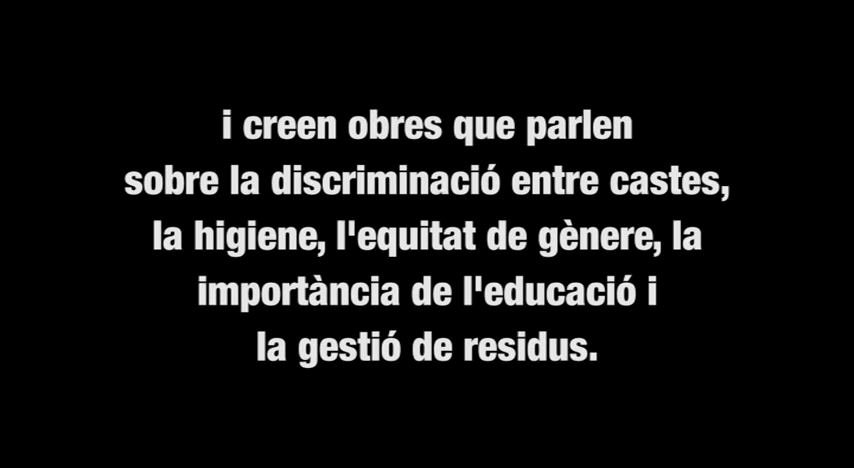 i creen obres que parlen
sobre la discriminació entre castes,
la higiene, l'equitat de gènere, la
importància de l'educació i
la gestió de residus.